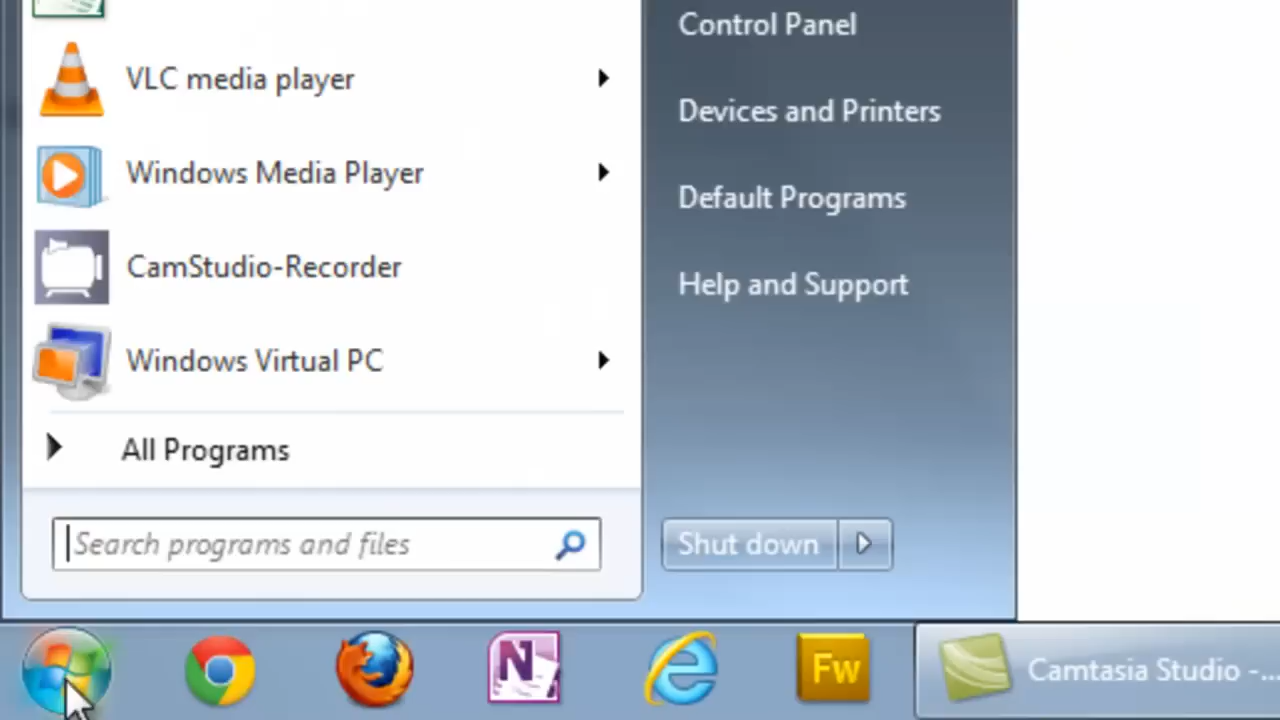 Control Panel
VLC media player
Devices and Printers
Windows Media Player
Default Programs
CamStudio-Recorder
Help and Support
Windows Virtual PC
All Programs
Search programs and files
Shut down
N
Fw
Camtasia Studio -...